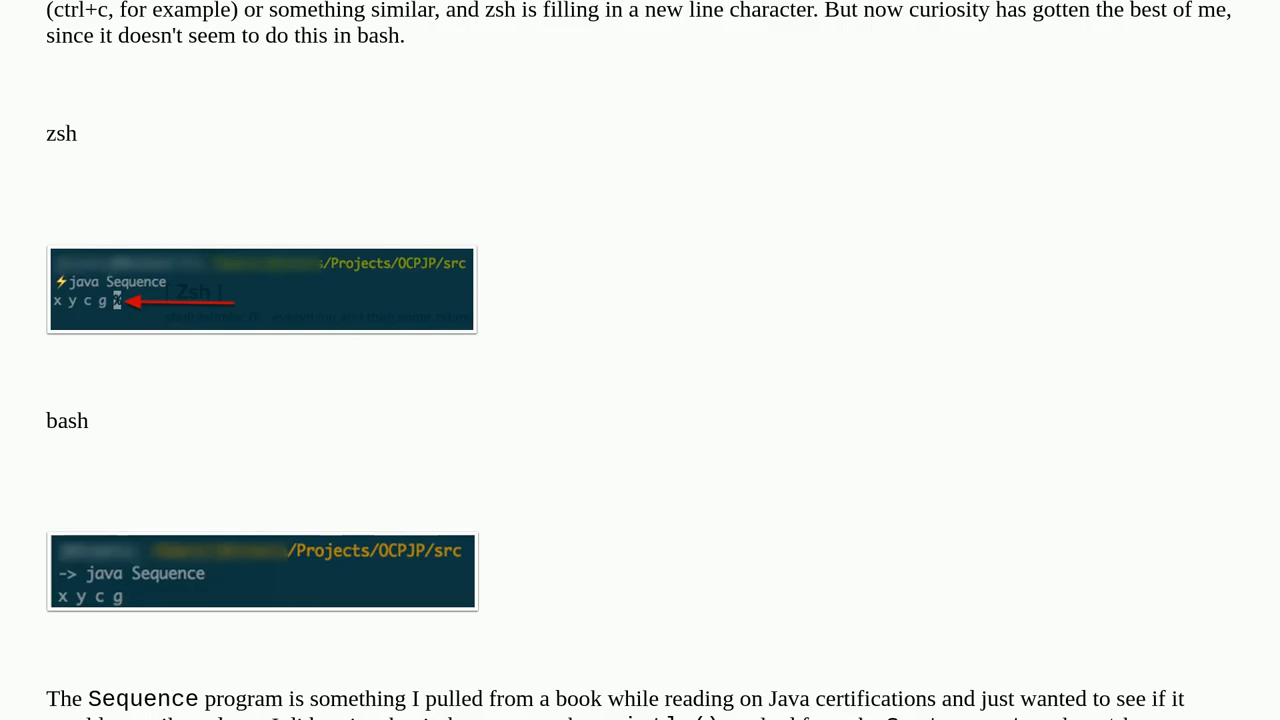 (ctrl+c, for example) or something similar, and zsh is filling in a new line character. But now curiosity has gotten the best of me,
since it doesn't seem to do this in bash.
zsh
/Projects/OCPJP/src
⚡java Sequence
[ Zsh ]
x y c g %
bash
/Projects/OCPJP/src
-> java Sequence
x y c g
The Sequence program is something I pulled from a book while reading on Java certifications and just wanted to see if it